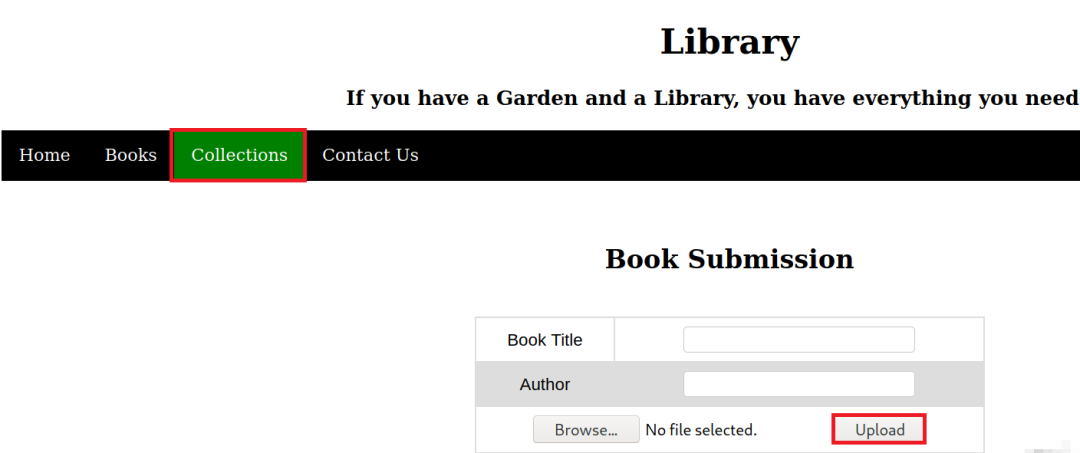 Library
If you have a Garden and a Library, you have everything you need
Home Books Collections Contact Us
Book Submission
Book Title
Author
Browse... No file selected. Upload